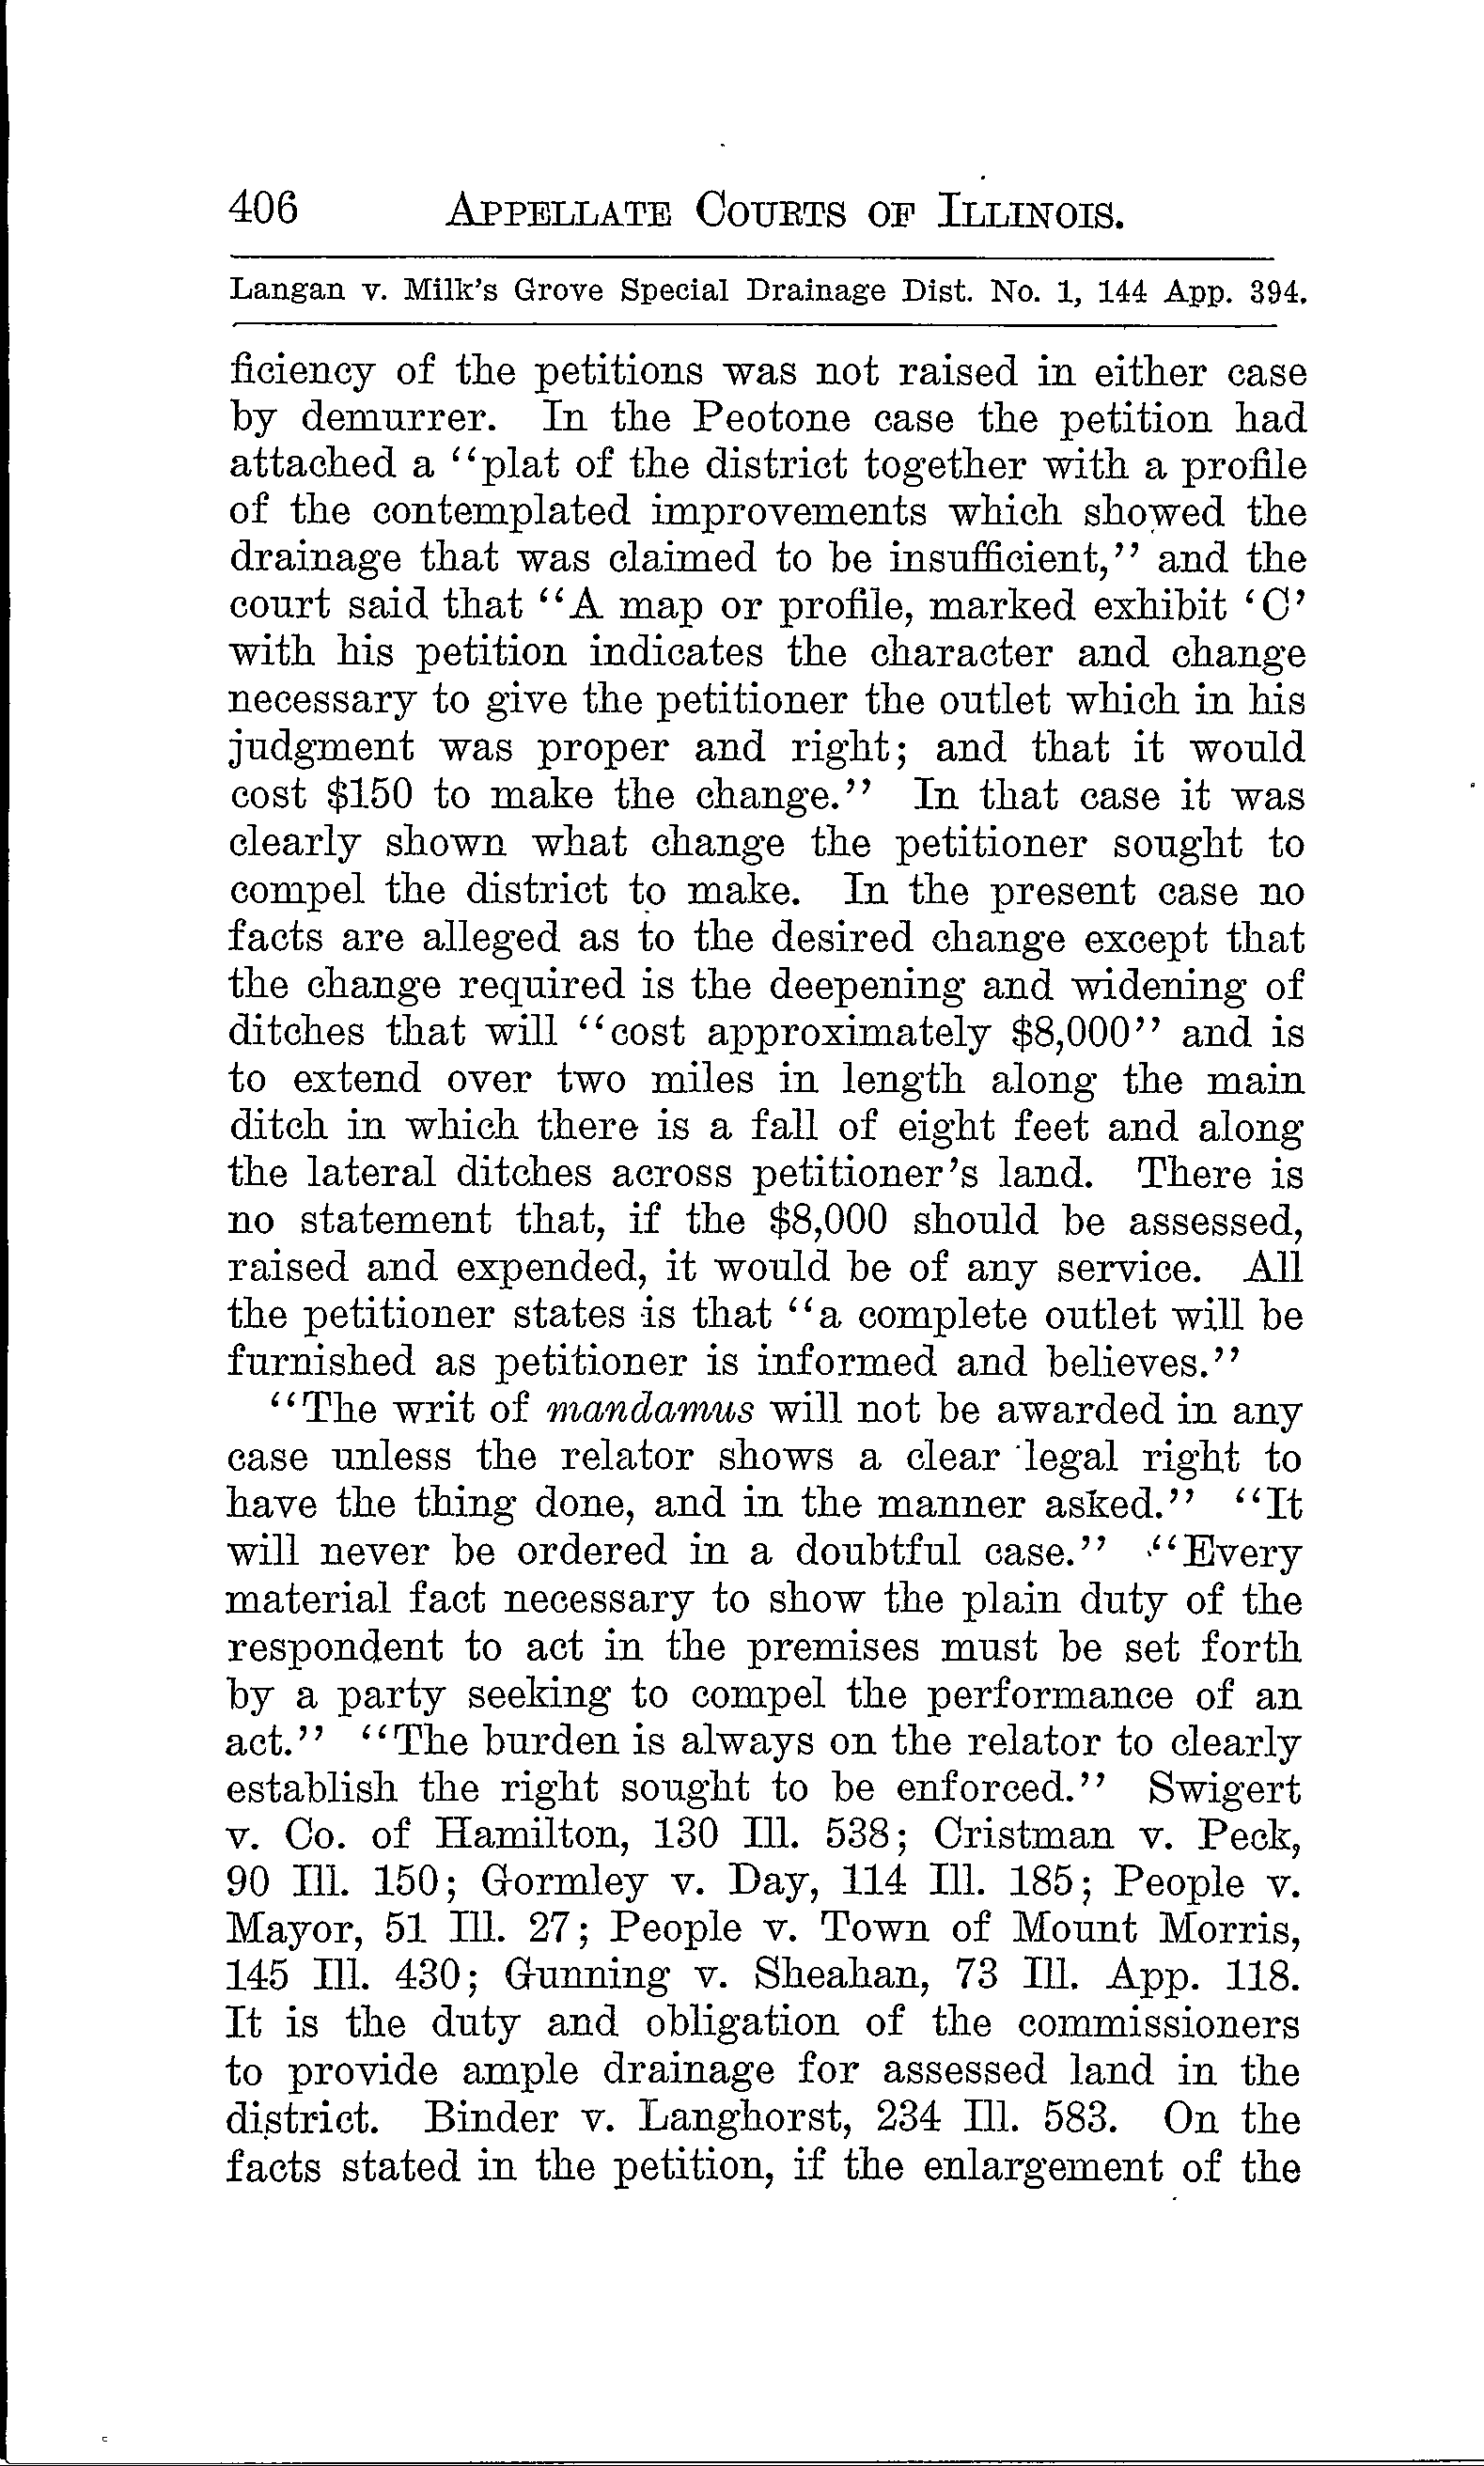 406 APPELLATE COURTS OF ILLINOIS.
Langan v. Milk's Grove Special Drainage Dist. No. 1, 144 App. 394.
ficiency of the petitions was not raised in either case
by demurrer. In the Peotone case the petition had
attached a “plat of the district together with a profile
of the contemplated improvements which showed the
drainage that was claimed to be insufficient,” and the
court said that “A map or profile, marked exhibit ‘C’
with his petition indicates the character and change
necessary to give the petitioner the outlet which in his
judgment was proper and right; and that it would
cost $150 to make the change.” In that case it was
clearly shown what change the petitioner sought to
compel the district to make. In the present case no
facts are alleged as to the desired change except that
the change required is the deepening and widening of
ditches that will “cost approximately $8,000” and is
to extend over two miles in length along the main
ditch in which there is a fall of eight feet and along
the lateral ditches across petitioner's land. There is
no statement that, if the $8,000 should be assessed,
raised and expended, it would be of any service. All
the petitioner states is that “a complete outlet will be
furnished as petitioner is informed and believes.”
“The writ of mandamus will not be awarded in any
case unless the relator shows a clear legal right to
have the thing done, and in the manner asked.” “It
will never be ordered in a doubtful case.” “Every
material fact necessary to show the plain duty of the
respondent to act in the premises must be set forth
by a party seeking to compel the performance of an
act.” “The burden is always on the relator to clearly
establish the right sought to be enforced.” Swigert
v. Co. of Hamilton, 130 Ill. 538; Cristman v. Peck,
90 Ill. 150; Gormley v. Day, 114 Ill. 185; People v.
Mayor, 51 Ill. 27; People v. Town of Mount Morris,
145 Ill. 430; Gunning v. Sheahan, 73 Ill. App. 118.
It is the duty and obligation of the commissioners
to provide ample drainage for assessed land in the
district. Binder v. Langhorst, 234 Ill. 583. On the
facts stated in the petition, if the enlargement of the